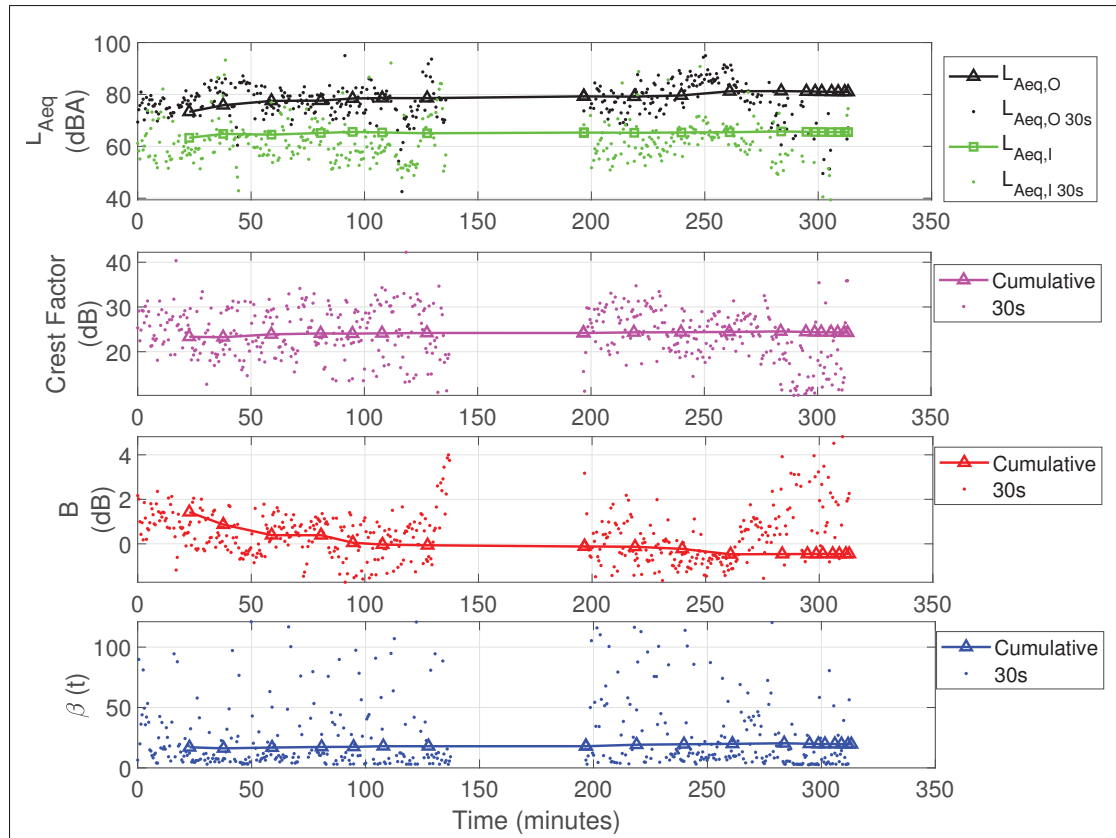 100
80
60
40
L_Aeq
(dBA)
0 50 100 150 200 250 300 350
L_Aeq,O
L_Aeq,O 30s
L_Aeq,I
L_Aeq,I 30s
40
30
20
Crest Factor
(dB)
0 50 100 150 200 250 300 350
Cumulative
30s
4
2
0
B
(dB)
0 50 100 150 200 250 300 350
Cumulative
30s
100
50
0
β (t)
0 50 100 150 200 250 300 350
Time (minutes)
Cumulative
30s